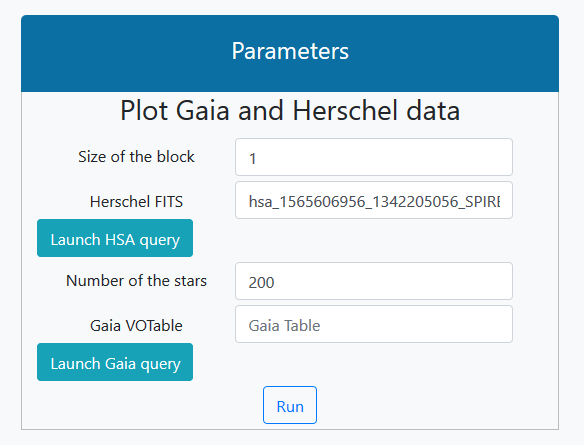 Parameters
Plot Gaia and Herschel data
Size of the block 1
Herschel FITS hsa_1565606956_1342205056_SPIRE
Launch HSA query
Number of the stars 200
Gaia VOTable Gaia Table
Launch Gaia query
Run